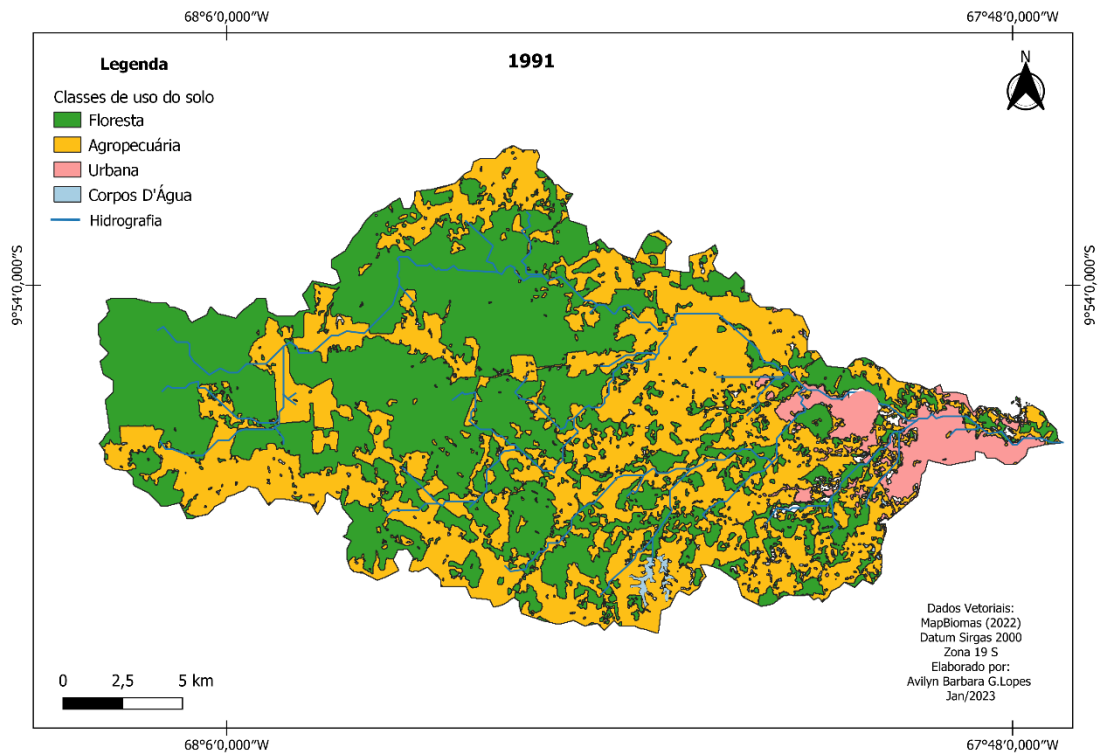 68°6′0,000″W
67°48′0,000″W
Legenda
1991
N
Classes de uso do solo
Floresta
Agropecuária
Urbana
Corpos D'Água
Hidrografia
9°54′0,000″S
9°54′0,000″S
Dados Vetoriais:
MapBiomas (2022)
Datum Sirgas 2000
Zona 19 S
Elaborado por:
Avilyn Barbara G.Lopes
Jan/2023
0 2,5 5 km
68°6′0,000″W
67°48′0,000″W